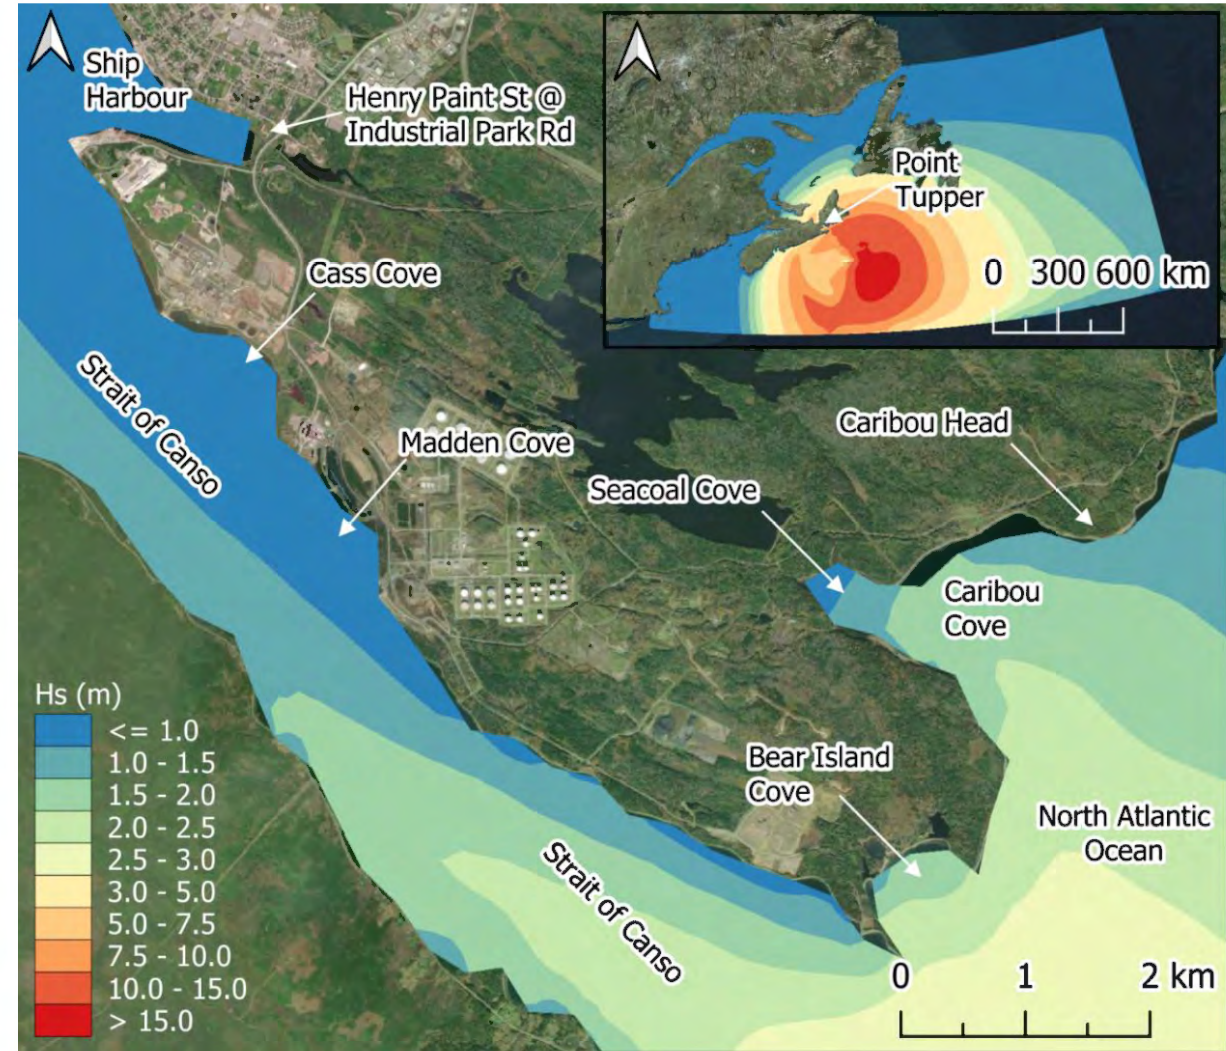 Ship
Harbour
Henry Paint St @
Industrial Park Rd
Point
Tupper
0 300 600 km
Cass Cove
Strait of Canso
Madden Cove
Caribou Head
Seacoal Cove
Caribou
Cove
Hs (m)
<= 1.0
1.0 - 1.5
1.5 - 2.0
2.0 - 2.5
2.5 - 3.0
3.0 - 5.0
5.0 - 7.5
7.5 - 10.0
10.0 - 15.0
> 15.0
Bear Island
Cove
North Atlantic
Ocean
Strait of Canso
0 1 2 km